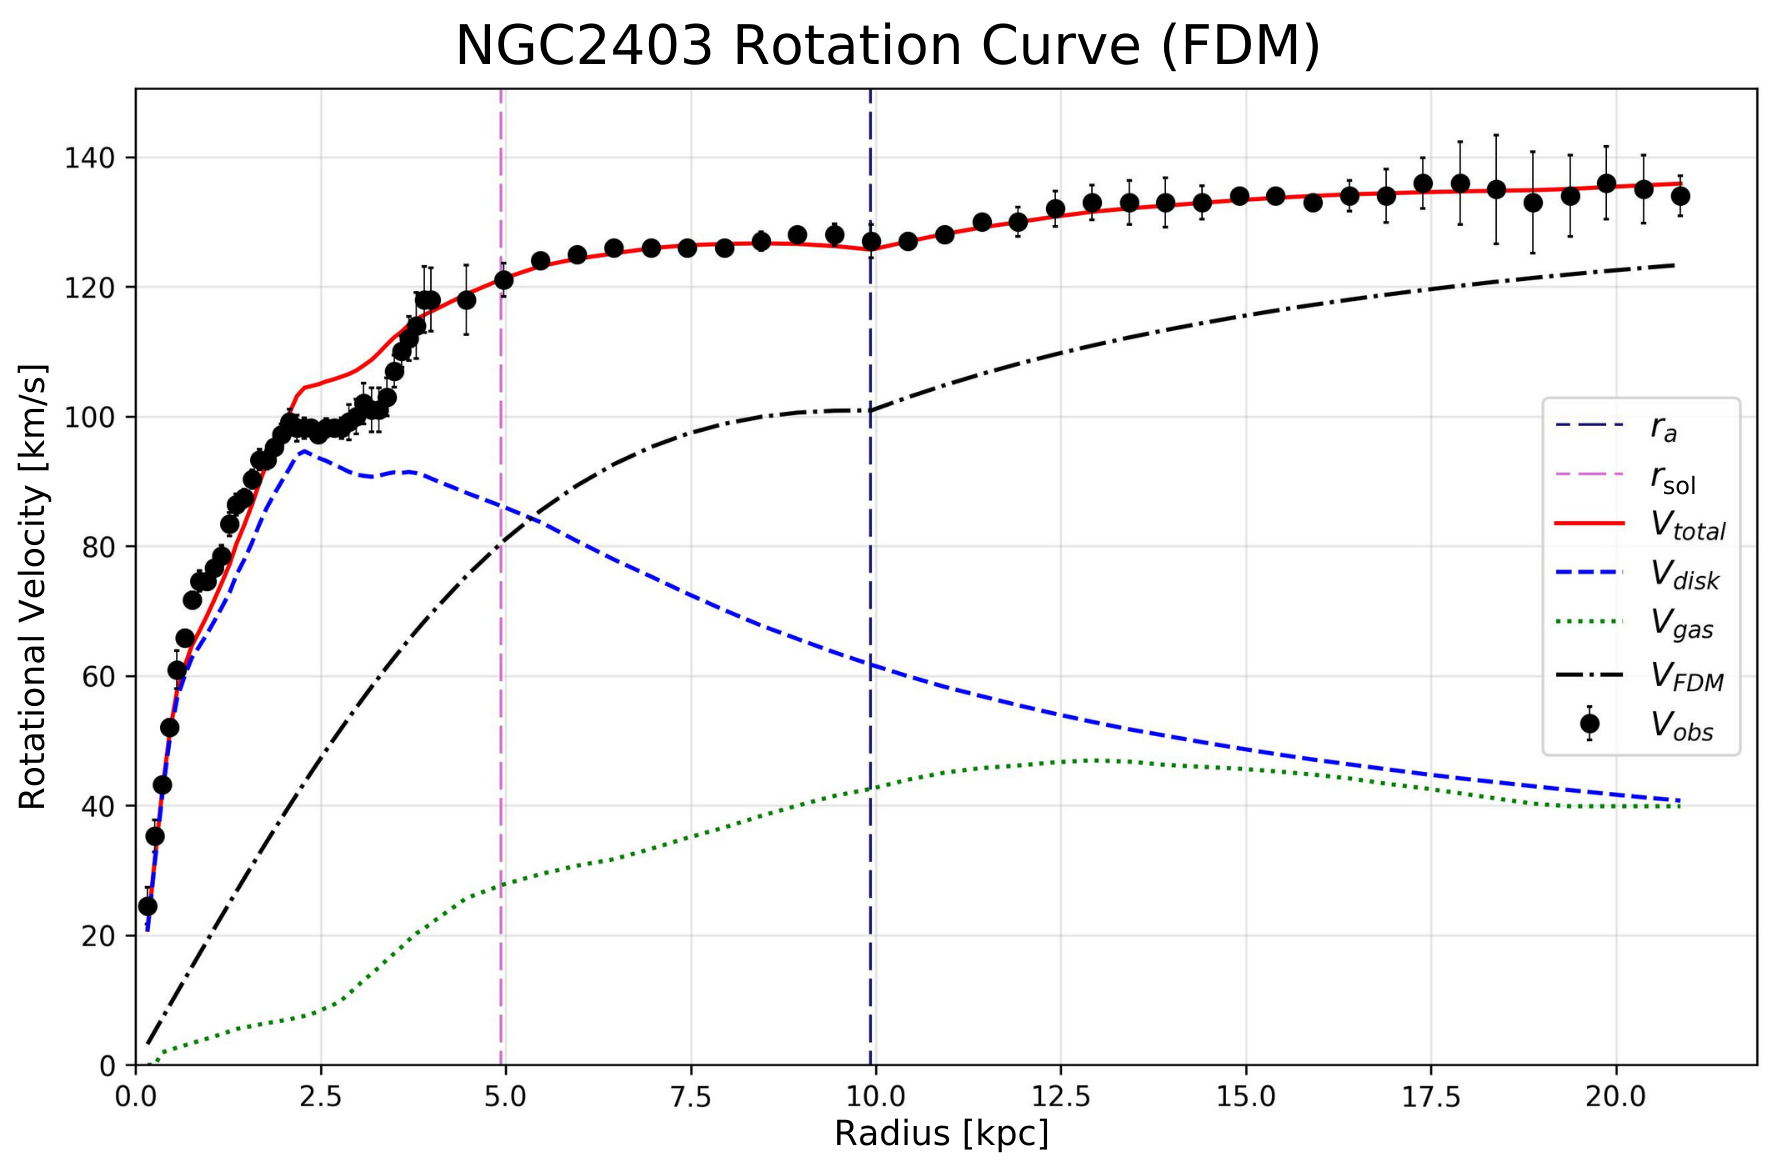 NGC2403 Rotation Curve (FDM)
Rotational Velocity [km/s]
140
120
100
80
60
40
20
0
0.0 2.5 5.0 7.5 10.0 12.5 15.0 17.5 20.0
Radius [kpc]
r_a
r_sol
V_total
V_disk
V_gas
V_FDM
V_obs